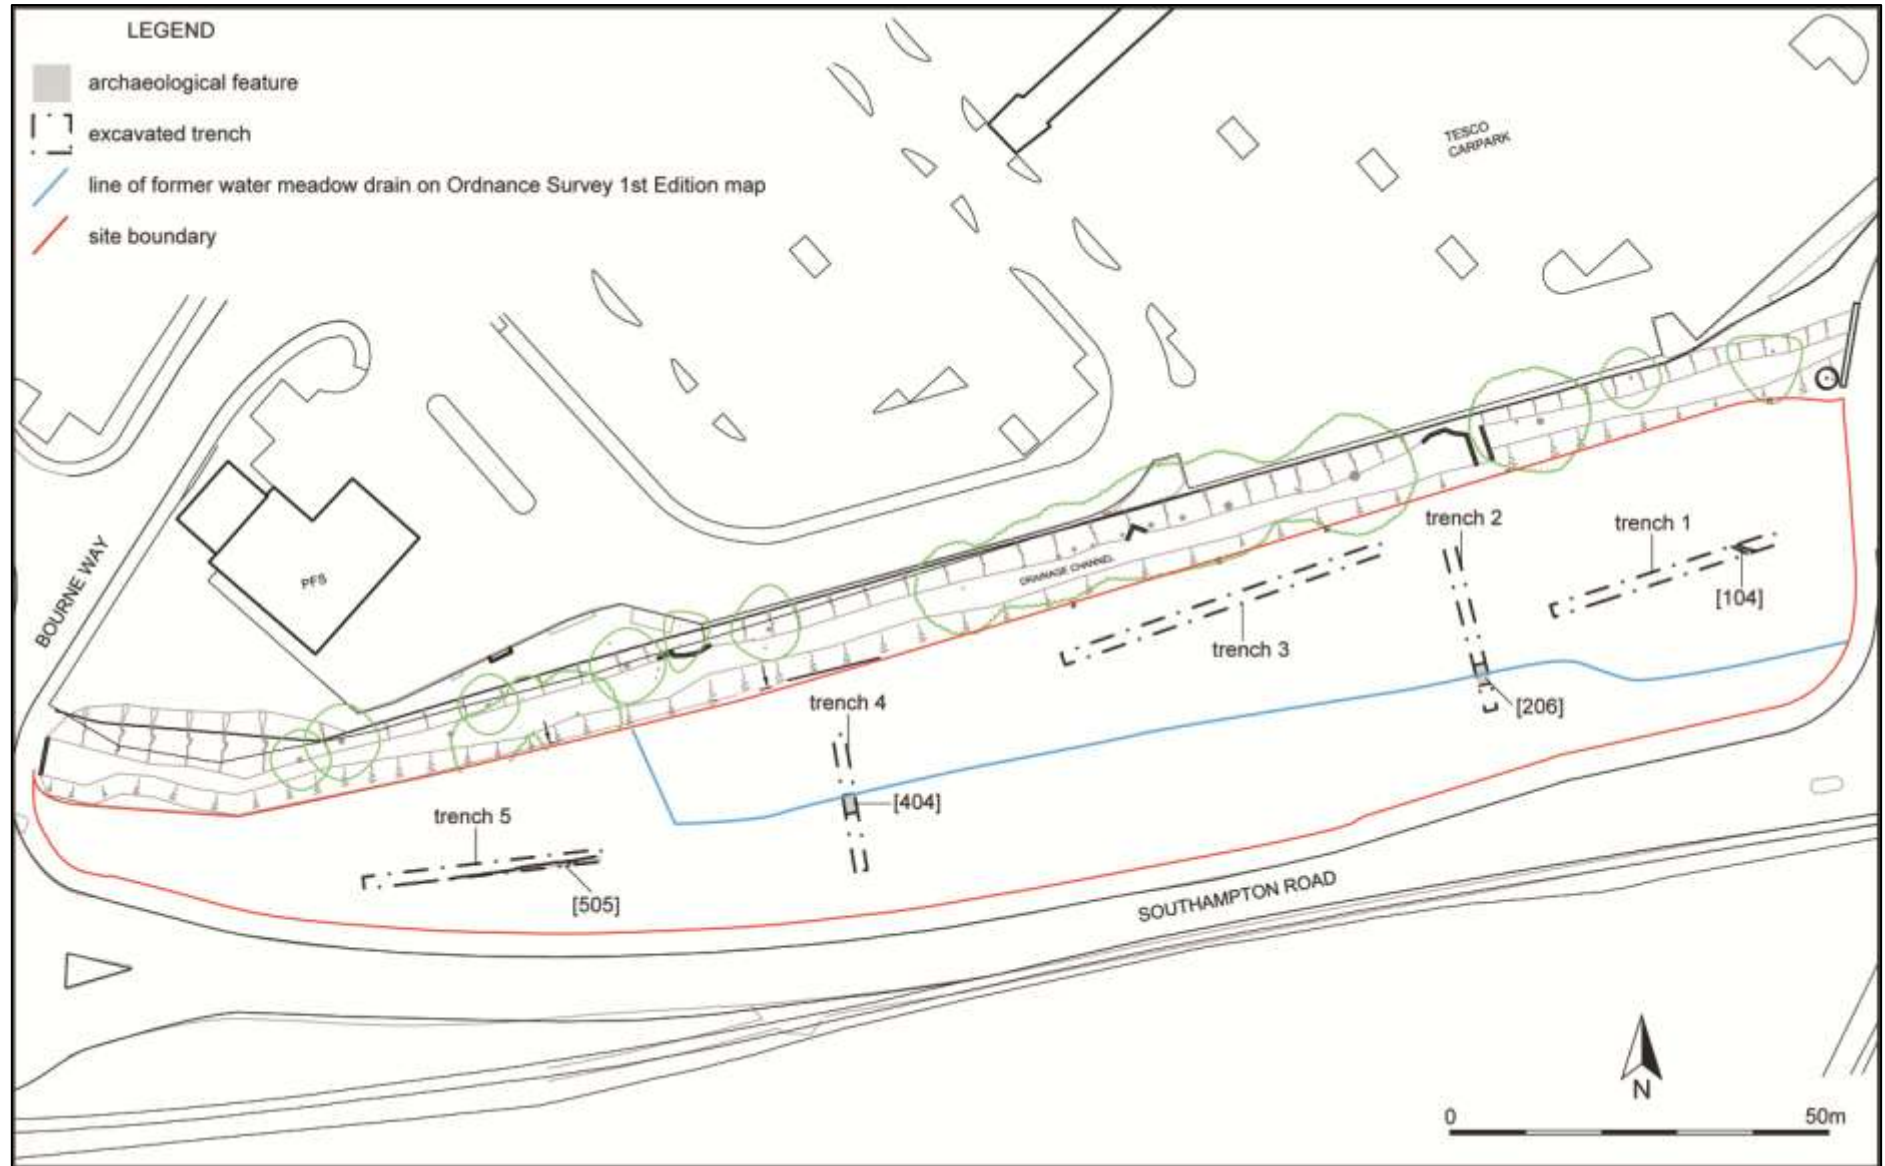 LEGEND
archaeological feature
excavated trench
line of former water meadow drain on Ordnance Survey 1st Edition map
site boundary
TESCO
CARPARK
BOURNE WAY
PFS
DRAINAGE CHANNEL
trench 1
[104]
trench 2
[206]
trench 3
trench 4
[404]
trench 5
[505]
SOUTHAMPTON ROAD
N
0 50m